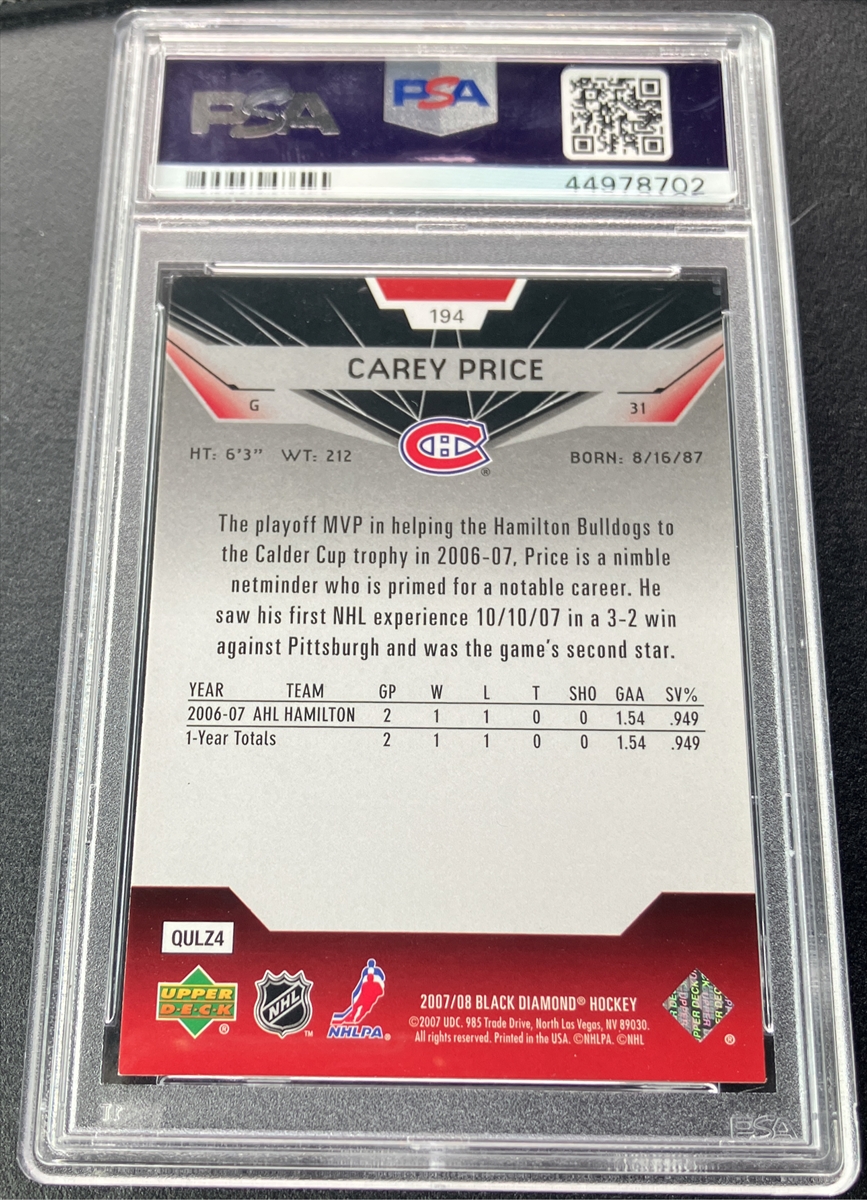 PSA
PSA
44978702
194
CAREY PRICE
G
31
HT: 6'3" WT: 212
BORN: 8/16/87
The playoff MVP in helping the Hamilton Bulldogs to
the Calder Cup trophy in 2006-07, Price is a nimble
netminder who is primed for a notable career. He
saw his first NHL experience 10/10/07 in a 3-2 win
against Pittsburgh and was the game's second star.
YEAR TEAM GP W L T SHO GAA SV%
2006-07 AHL HAMILTON 2 1 1 0 0 1.54 .949
1-Year Totals 2 1 1 0 0 1.54 .949
QULZ4
UPPER
D·E·C·K
®
NHL
™
NHLPA®
2007/08 BLACK DIAMOND® HOCKEY
©2007 UDC. 985 Trade Drive, North Las Vegas, NV 89030.
All rights reserved. Printed in the USA. ©NHLPA. ©NHL
®
PSA